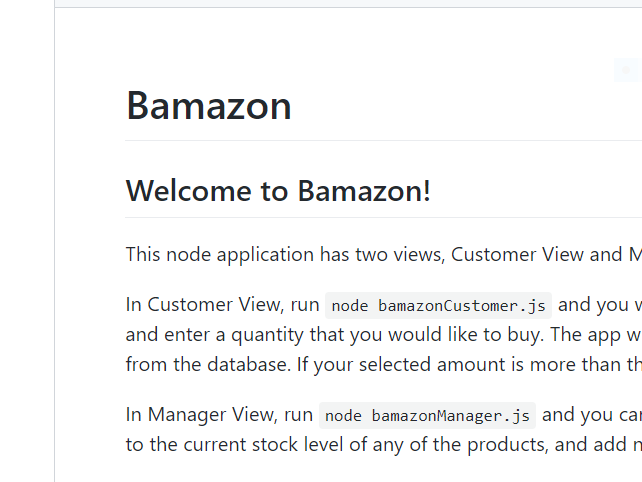 Bamazon
Welcome to Bamazon!
This node application has two views, Customer View and M
In Customer View, run node bamazonCustomer.js and you w
and enter a quantity that you would like to buy. The app w
from the database. If your selected amount is more than th
In Manager View, run node bamazonManager.js and you can
to the current stock level of any of the products, and add n